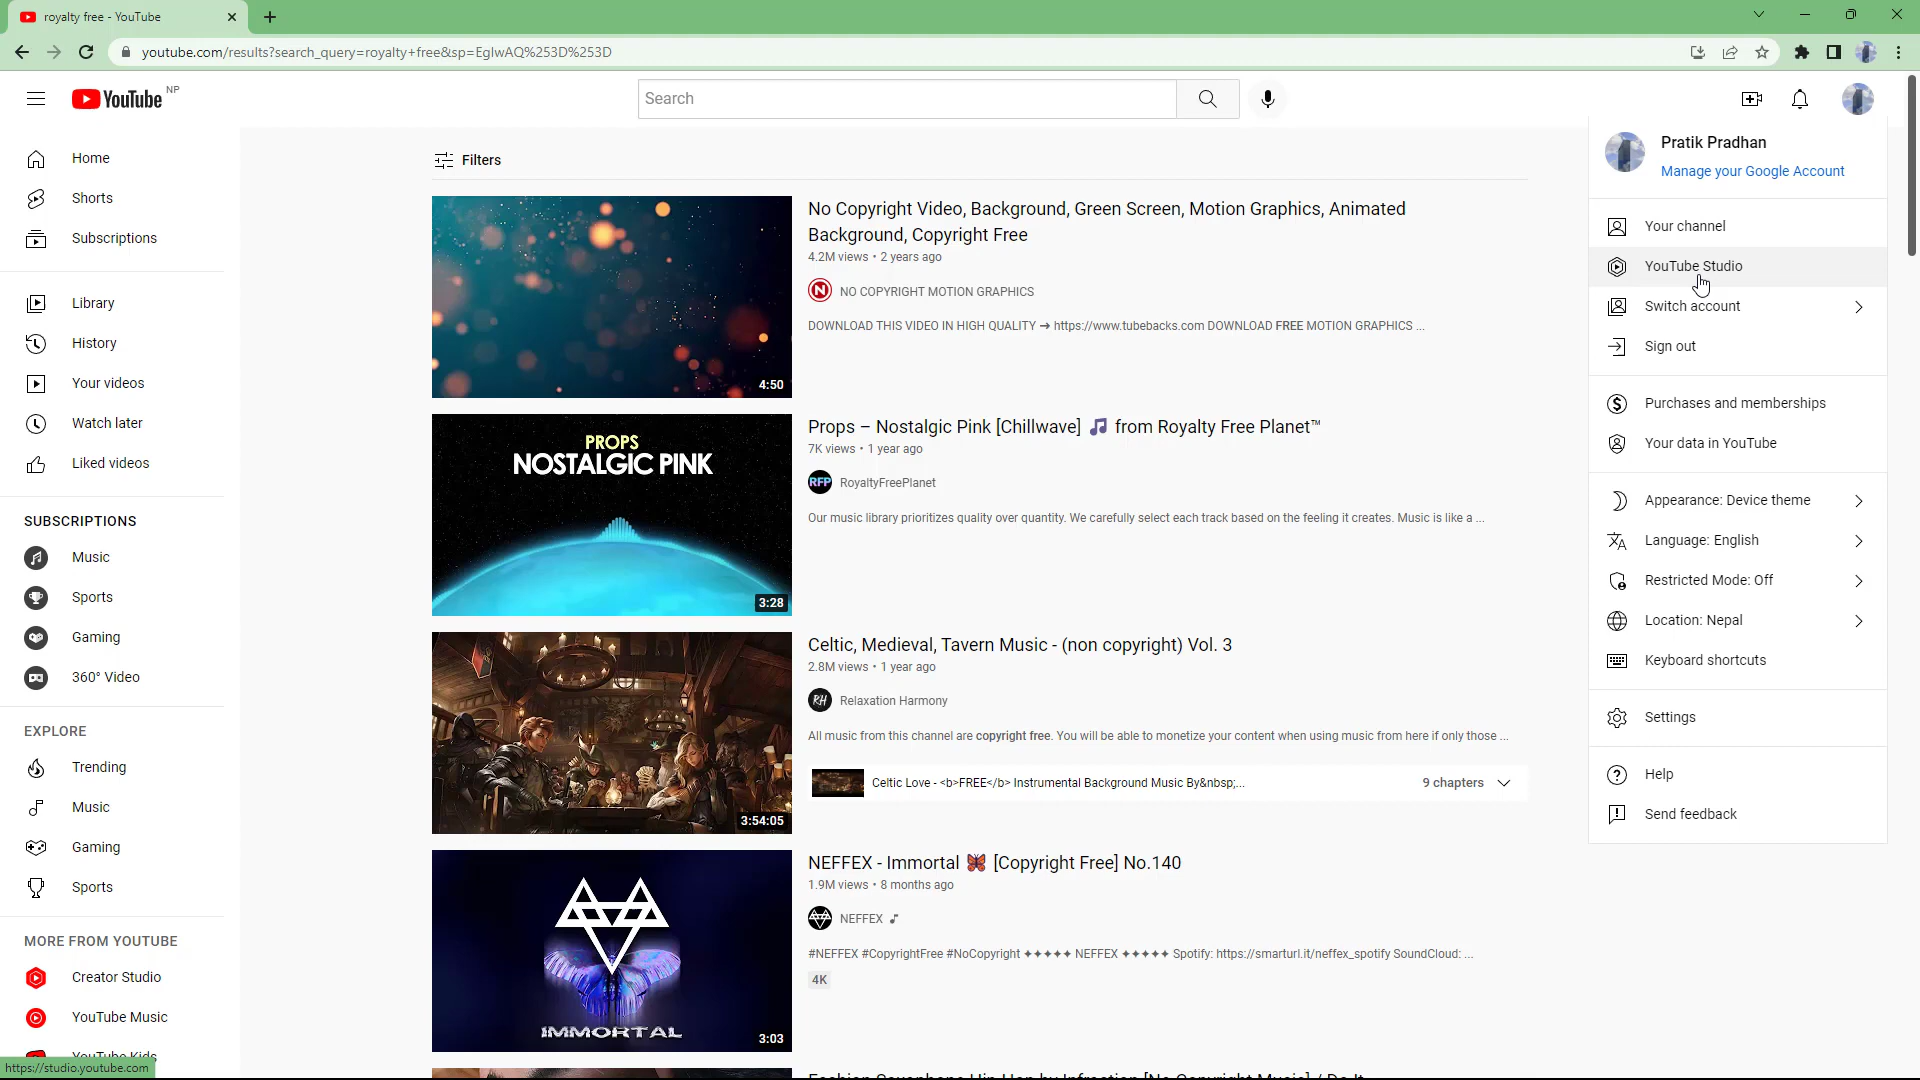 royalty free - YouTube
youtube.com/results?search_query=royalty+free&sp=EgIwAQ%253D%253D
YouTube NP
Search
Home
Shorts
Subscriptions
Library
History
Your videos
Watch later
Liked videos
SUBSCRIPTIONS
Music
Sports
Gaming
360° Video
EXPLORE
Trending
Music
Gaming
Sports
MORE FROM YOUTUBE
Creator Studio
YouTube Music
YouTube Kids
https://studio.youtube.com
Filters
4:50
No Copyright Video, Background, Green Screen, Motion Graphics, Animated
Background, Copyright Free
4.2M views • 2 years ago
N NO COPYRIGHT MOTION GRAPHICS
DOWNLOAD THIS VIDEO IN HIGH QUALITY ➜ https://www.tubebacks.com DOWNLOAD FREE MOTION GRAPHICS ...
PROPS
NOSTALGIC PINK
3:28
Props – Nostalgic Pink [Chillwave] 🎵 from Royalty Free Planet™
7K views • 1 year ago
RFP RoyaltyFreePlanet
Our music library prioritizes quality over quantity. We carefully select each track based on the feeling it creates. Music is like a ...
3:54:05
Celtic, Medieval, Tavern Music - (non copyright) Vol. 3
2.8M views • 1 year ago
RH Relaxation Harmony
All music from this channel are copyright free. You will be able to monetize your content when using music from here if only those ...
Celtic Love - <b>FREE</b> Instrumental Background Music By&nbsp;...
9 chapters
IMMORTAL
3:03
NEFFEX - Immortal 🦋 [Copyright Free] No.140
1.9M views • 8 months ago
NEFFEX ♪
#NEFFEX #CopyrightFree #NoCopyright ✦✦✦✦✦ NEFFEX ✦✦✦✦✦ Spotify: https://smarturl.it/neffex_spotify SoundCloud: ...
4K
Pratik Pradhan
Manage your Google Account
Your channel
YouTube Studio
Switch account
Sign out
Purchases and memberships
Your data in YouTube
Appearance: Device theme
Language: English
Restricted Mode: Off
Location: Nepal
Keyboard shortcuts
Settings
Help
Send feedback